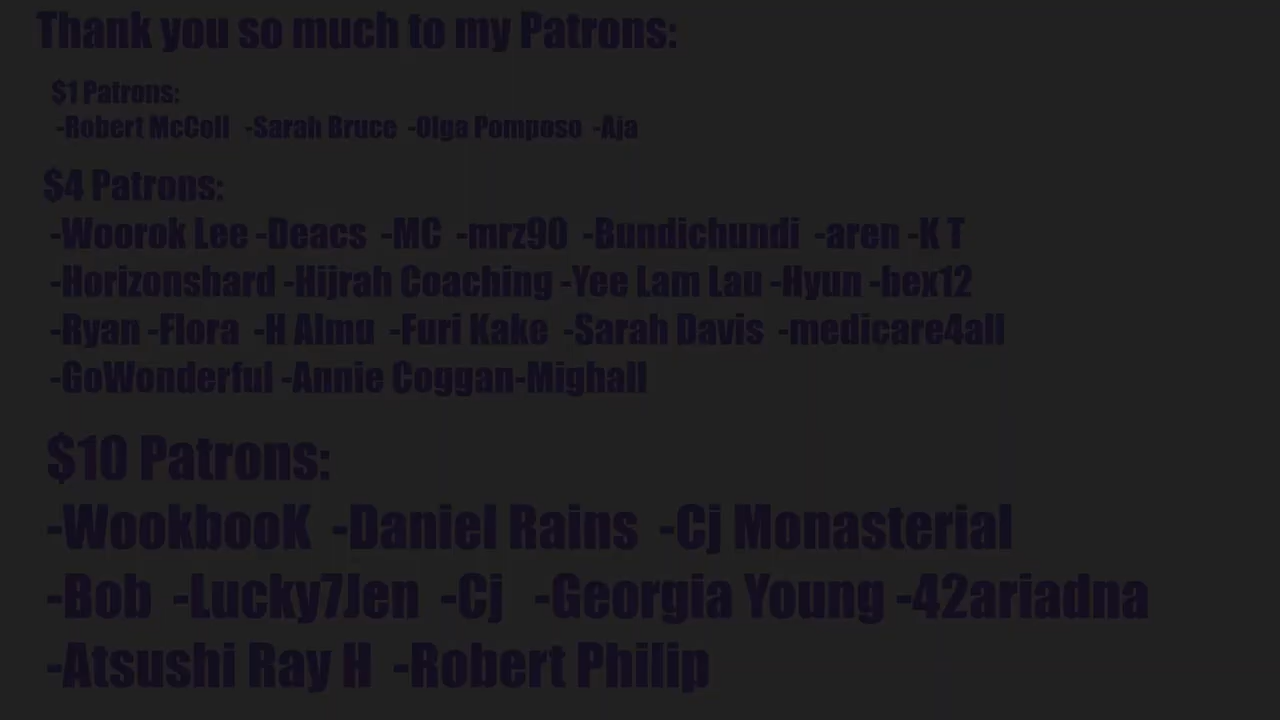 Thank you so much to my Patrons:
$1 Patrons:
-Robert McColl -Sarah Bruce -Olga Pomposo -Aja
$4 Patrons:
-Woorok Lee -Deacs -MC -mrz90 -Bundichundi -aren -K T
-Horizonshard -Hijrah Coaching -Yee Lam Lau -Hyun -hex12
-Ryan -Flora -H Almu -Furi Kake -Sarah Davis -medicare4all
-GoWonderful -Annie Coggan-Mighall
$10 Patrons:
-WookbooK -Daniel Rains -Cj Monasterial
-Bob -Lucky7Jen -Cj -Georgia Young -42ariadna
-Atsushi Ray H -Robert Philip